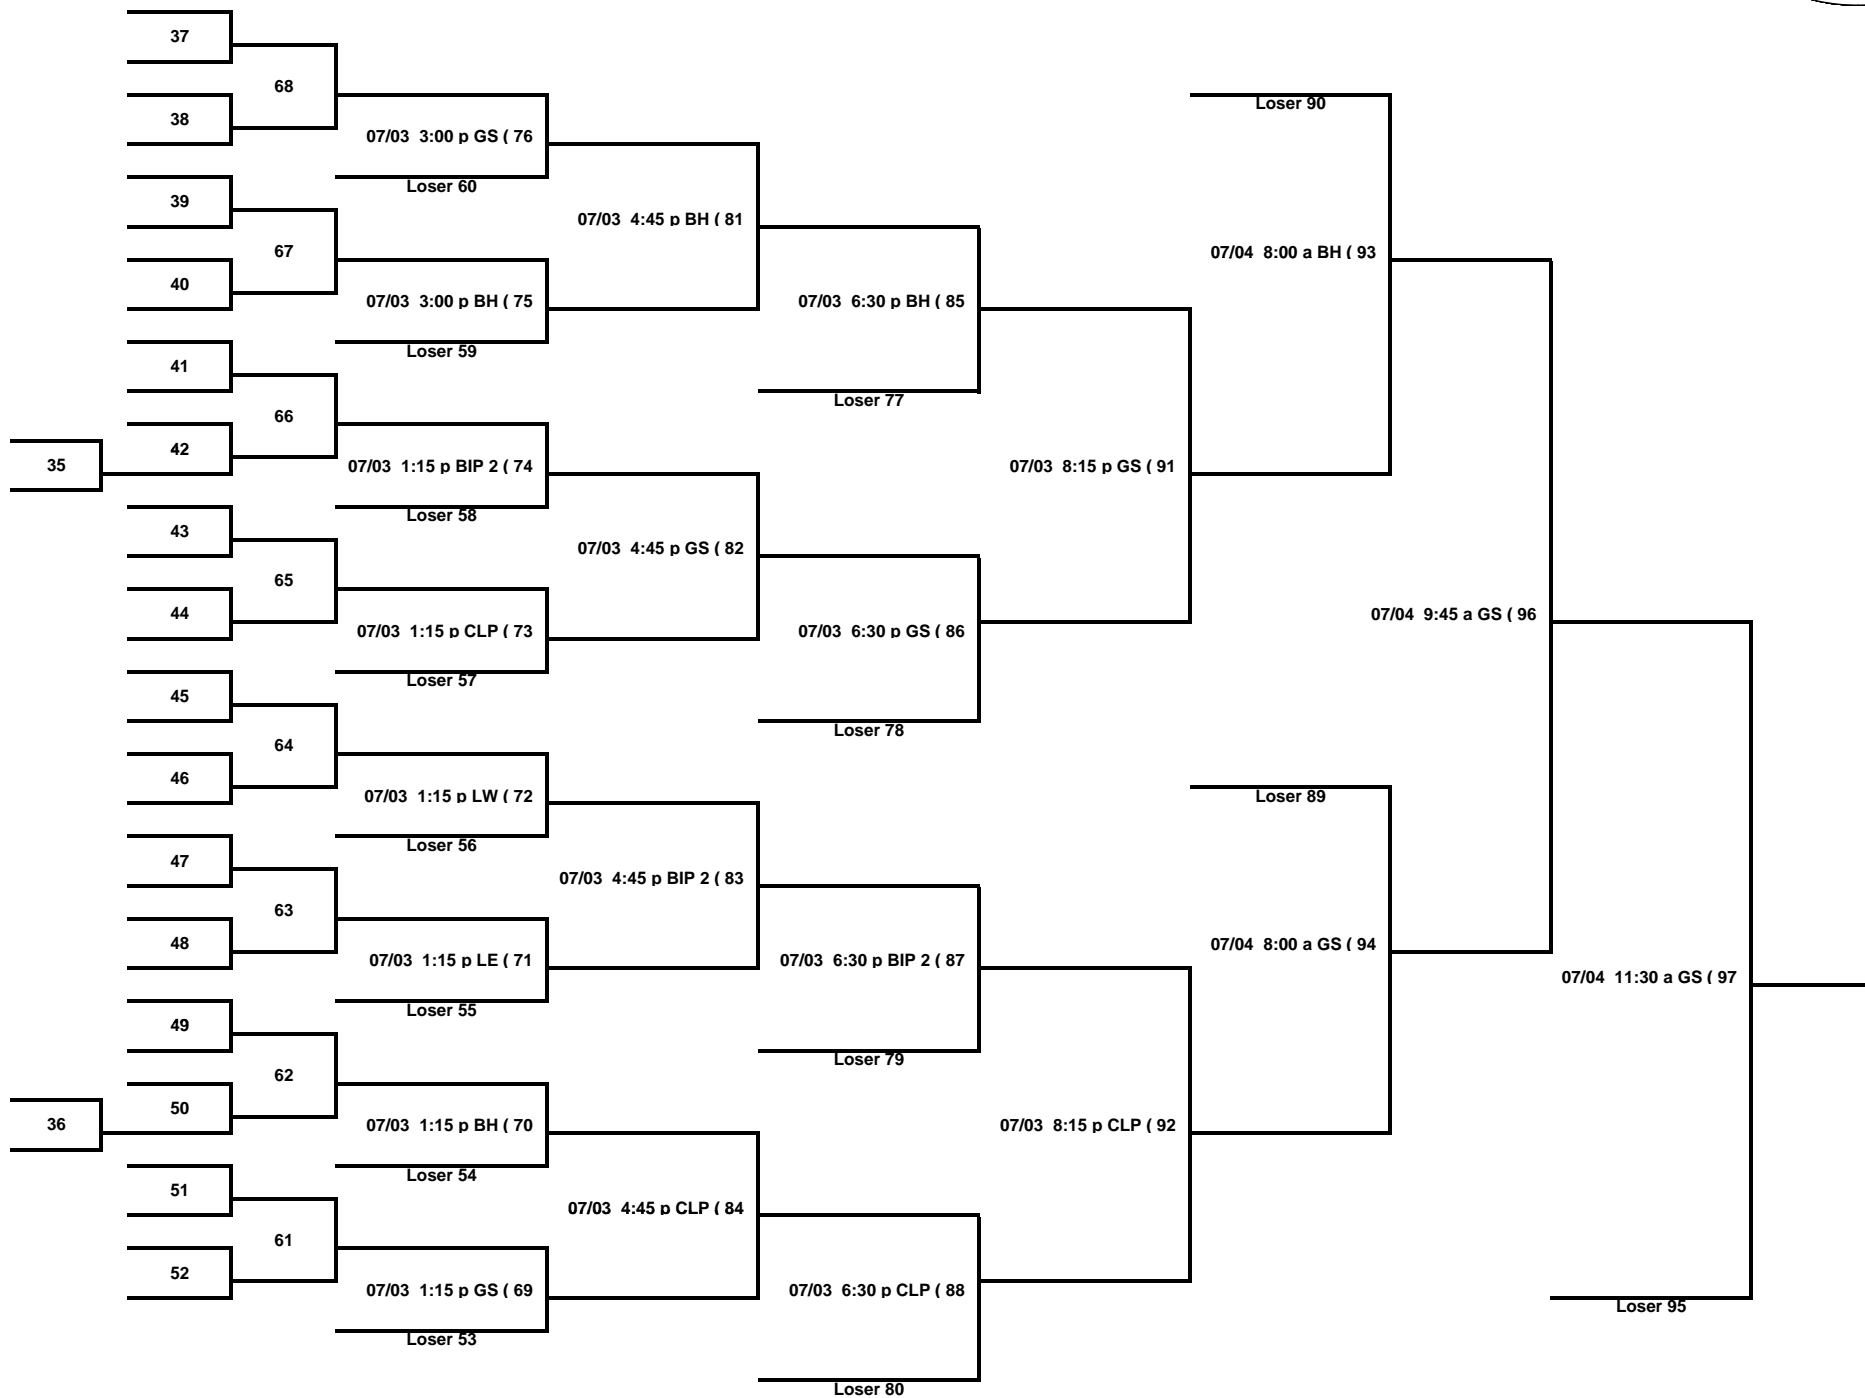 37
68
Loser 90
38
07/03 3:00 p GS ( 76
Loser 60
39
07/03 4:45 p BH ( 81
67
07/04 8:00 a BH ( 93
40
07/03 3:00 p BH ( 75
07/03 6:30 p BH ( 85
Loser 59
41
Loser 77
66
42
35
07/03 1:15 p BIP 2 ( 74
07/03 8:15 p GS ( 91
Loser 58
43
07/03 4:45 p GS ( 82
65
44
07/04 9:45 a GS ( 96
07/03 1:15 p CLP ( 73
07/03 6:30 p GS ( 86
Loser 57
45
Loser 78
64
46
07/03 1:15 p LW ( 72
Loser 89
Loser 56
47
07/03 4:45 p BIP 2 ( 83
63
48
07/04 8:00 a GS ( 94
07/03 1:15 p LE ( 71
07/03 6:30 p BIP 2 ( 87
07/04 11:30 a GS ( 97
Loser 55
49
Loser 79
62
50
36
07/03 1:15 p BH ( 70
07/03 8:15 p CLP ( 92
Loser 54
51
07/03 4:45 p CLP ( 84
61
52
07/03 1:15 p GS ( 69
07/03 6:30 p CLP ( 88
Loser 95
Loser 53
Loser 80